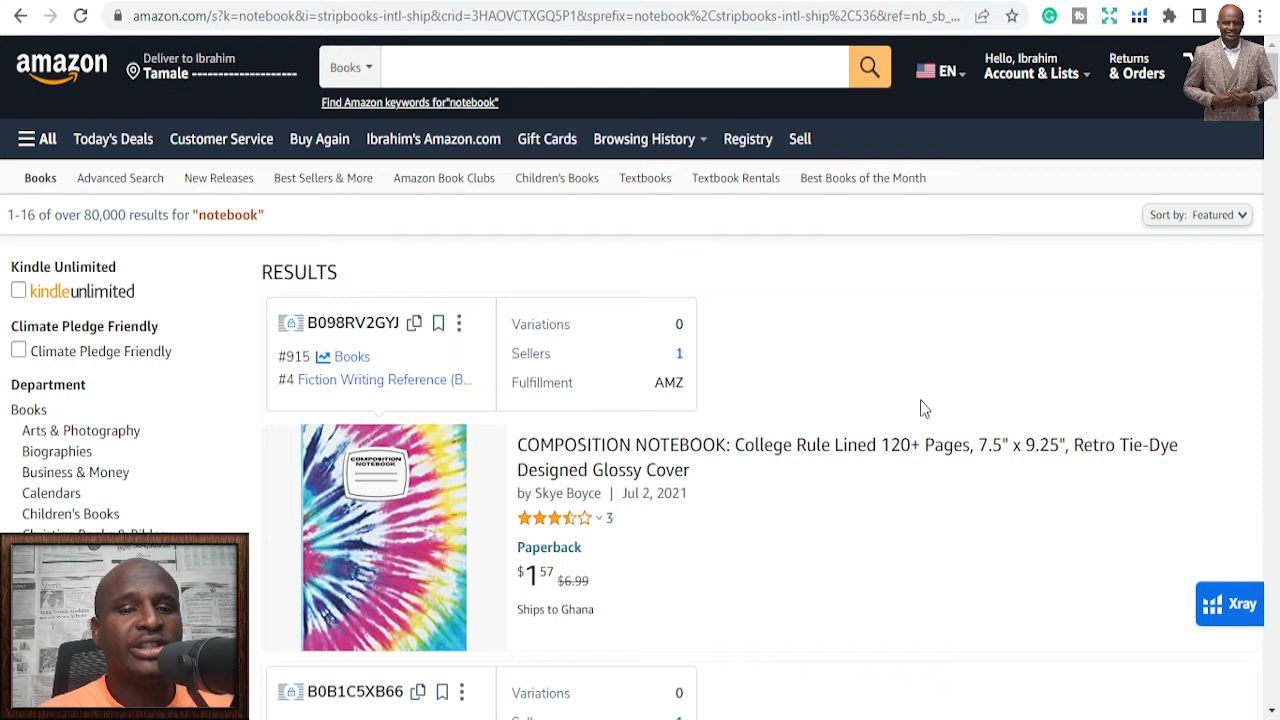 amazon.com/s?k=notebook&i=stripbooks-intl-ship&crid=3HAOVCTXGQ5P1&sprefix=notebook%2Cstripbooks-intl-ship%2C536&ref=nb_sb_...
amazon
Deliver to Ibrahim
Tamale ------------------
Books
EN
Hello, Ibrahim
Account & Lists
Returns
& Orders
Find Amazon keywords for"notebook"
All
Today's Deals
Customer Service
Buy Again
Ibrahim's Amazon.com
Gift Cards
Browsing History
Registry
Sell
Books
Advanced Search
New Releases
Best Sellers & More
Amazon Book Clubs
Children's Books
Textbooks
Textbook Rentals
Best Books of the Month
1-16 of over 80,000 results for "notebook"
Sort by: Featured
Kindle Unlimited
kindleunlimited
Climate Pledge Friendly
Climate Pledge Friendly
Department
Books
Arts & Photography
Biographies
Business & Money
Calendars
Children's Books
RESULTS
B098RV2GYJ
#915 Books
#4 Fiction Writing Reference (B...
Variations 0
Sellers 1
Fulfillment AMZ
COMPOSITION
NOTEBOOK
COMPOSITION NOTEBOOK: College Rule Lined 120+ Pages, 7.5" x 9.25", Retro Tie-Dye
Designed Glossy Cover
by Skye Boyce | Jul 2, 2021
3
Paperback
$1 57 $6.99
Ships to Ghana
Xray
B0B1C5XB66
Variations 0